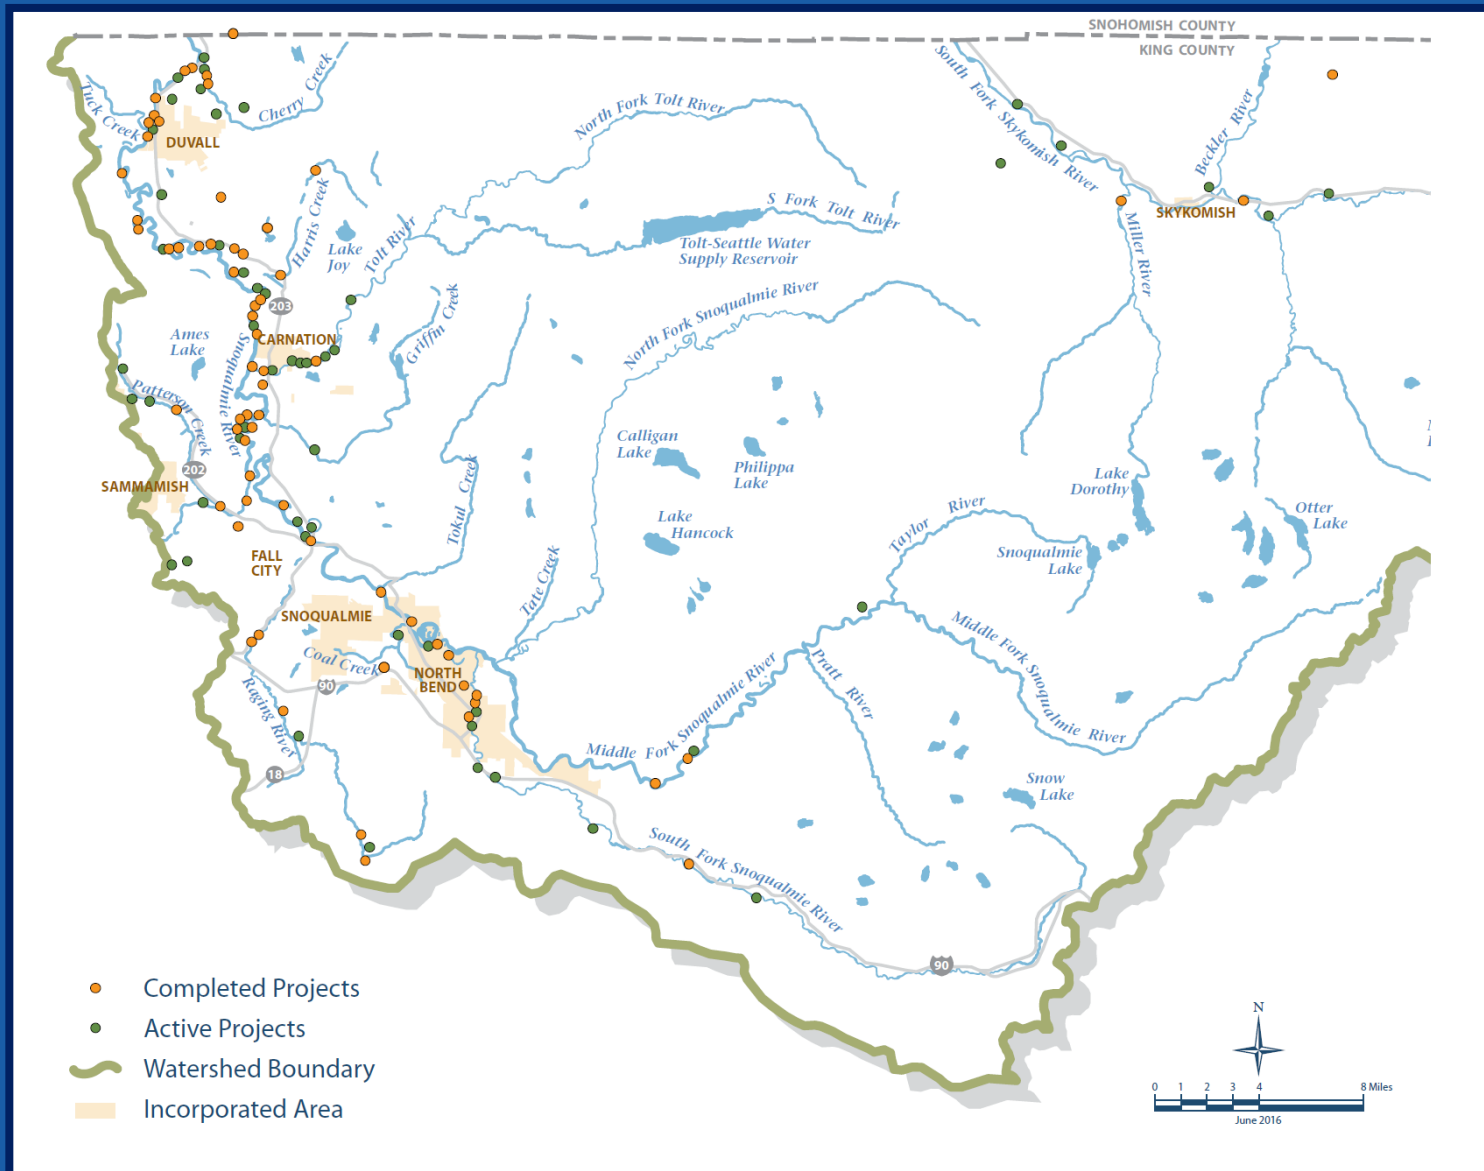 SNOHOMISH COUNTY
KING COUNTY
Tuck Creek
Cherry Creek
DUVALL
North Fork Tolt River
South Fork Skykomish River
Beckler River
Harris Creek
Lake
Joy
Tolt River
S Fork Tolt River
Tolt-Seattle Water
Supply Reservoir
Miller River
SKYKOMISH
203
CARNATION
Ames
Lake
Snoqualmie River
Griffin Creek
North Fork Snoqualmie River
Patterson Creek
202
SAMMAMISH
Calligan
Lake
Philippa
Lake
Lake
Hancock
Tokul Creek
Tate Creek
Lake
Dorothy
Taylor River
Snoqualmie
Lake
Otter
Lake
FALL
CITY
SNOQUALMIE
Coal Creek
NORTH
BEND
90
Raging River
18
Middle Fork Snoqualmie River
Pratt River
Middle Fork Snoqualmie River
Snow
Lake
South Fork Snoqualmie River
90
Completed Projects
Active Projects
Watershed Boundary
Incorporated Area
N
0 1 2 3 4 8 Miles
June 2016